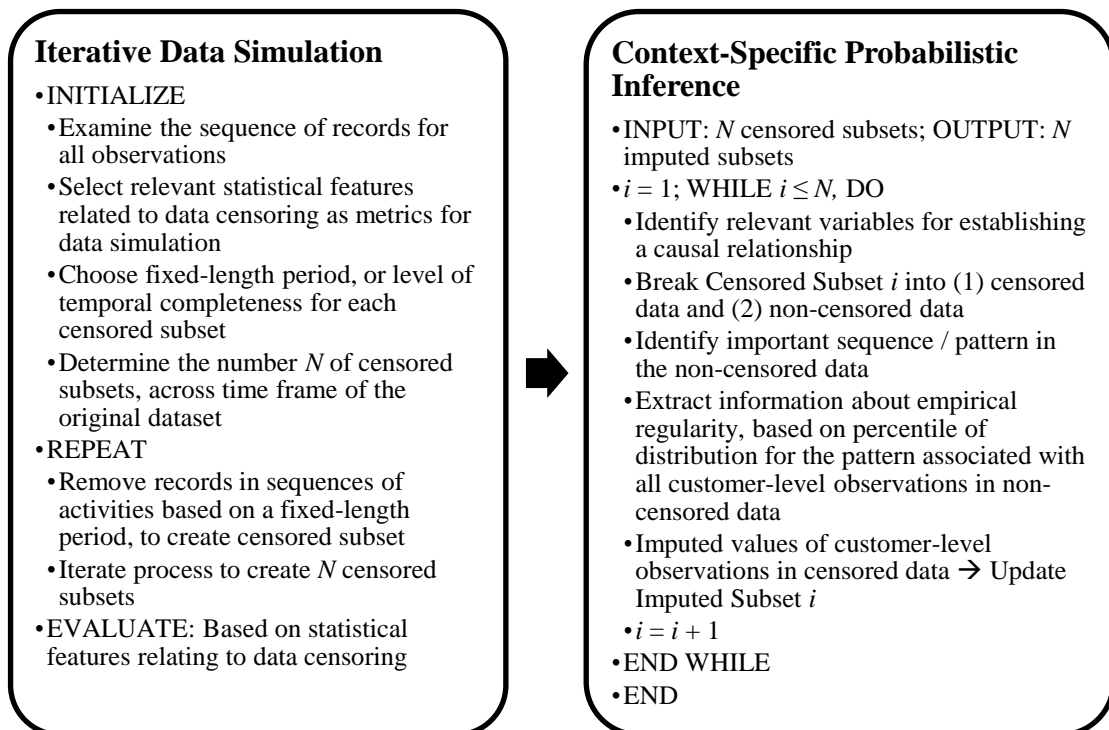 Iterative Data Simulation
•INITIALIZE
•Examine the sequence of records for
all observations
•Select relevant statistical features
related to data censoring as metrics for
data simulation
•Choose fixed-length period, or level of
temporal completeness for each
censored subset
•Determine the number N of censored
subsets, across time frame of the
original dataset
•REPEAT
•Remove records in sequences of
activities based on a fixed-length
period, to create censored subset
•Iterate process to create N censored
subsets
•EVALUATE: Based on statistical
features relating to data censoring
Context-Specific Probabilistic
Inference
•INPUT: N censored subsets; OUTPUT: N
imputed subsets
•i = 1; WHILE i ≤ N, DO
•Identify relevant variables for establishing
a causal relationship
•Break Censored Subset i into (1) censored
data and (2) non-censored data
•Identify important sequence / pattern in
the non-censored data
•Extract information about empirical
regularity, based on percentile of
distribution for the pattern associated with
all customer-level observations in non-
censored data
•Imputed values of customer-level
observations in censored data → Update
Imputed Subset i
•i = i + 1
•END WHILE
•END